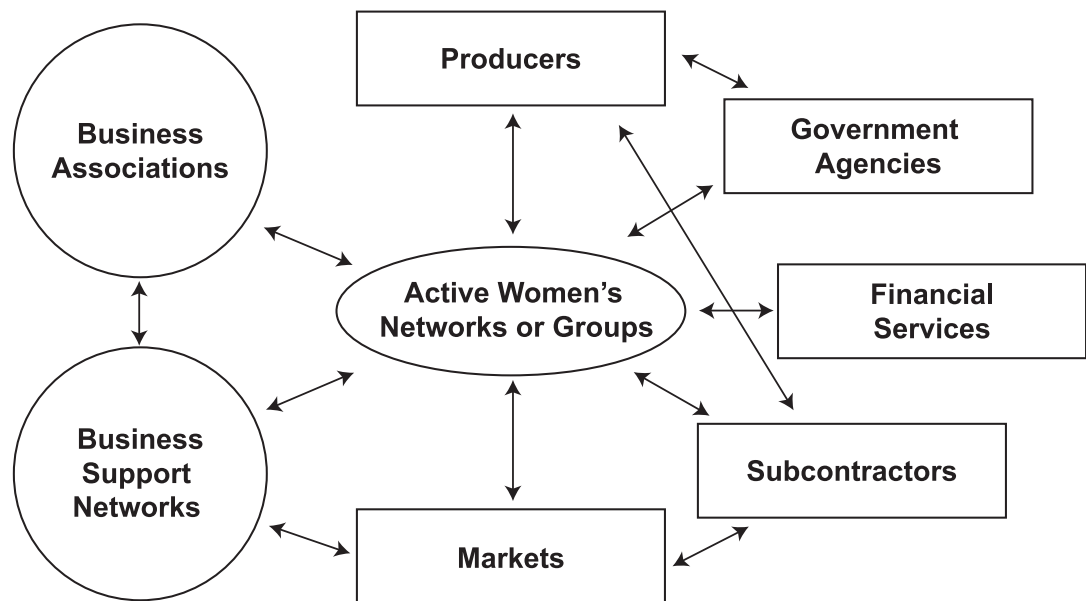 Producers
Business
Associations
Government
Agencies
Active Women’s
Networks or Groups
Financial
Services
Business
Support
Networks
Subcontractors
Markets